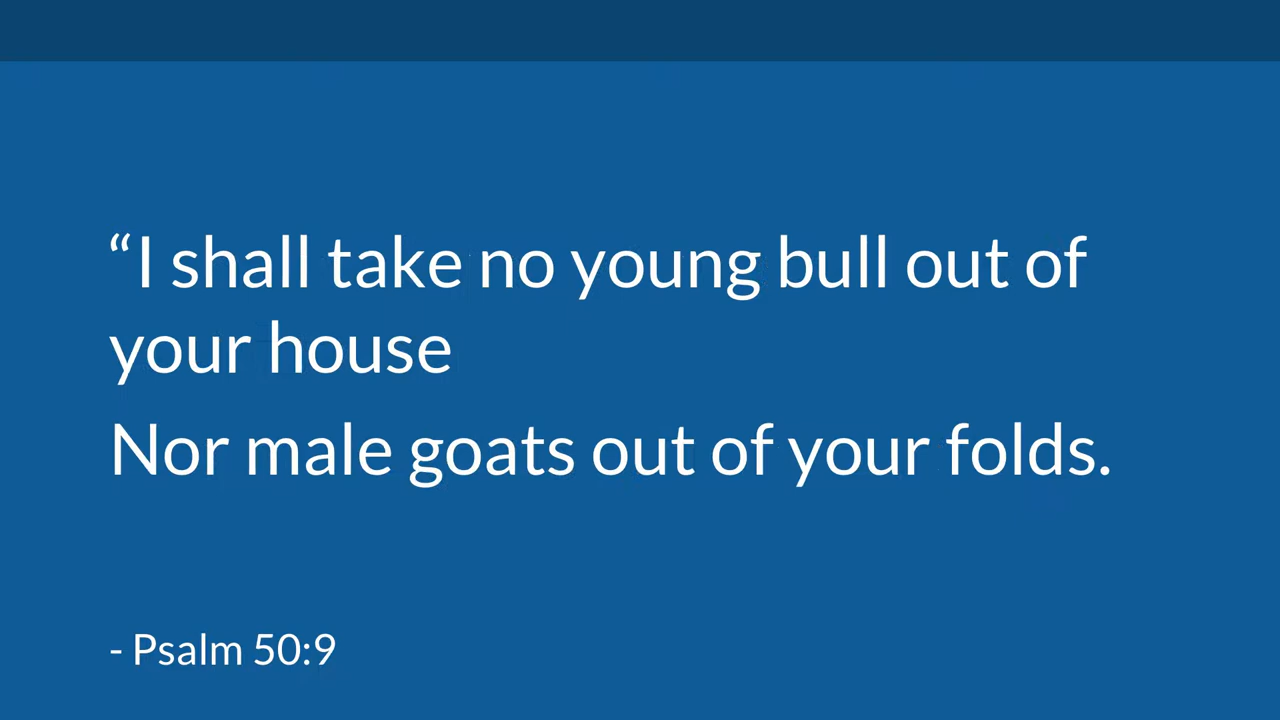 “I shall take no young bull out of
your house
Nor male goats out of your folds.
- Psalm 50:9